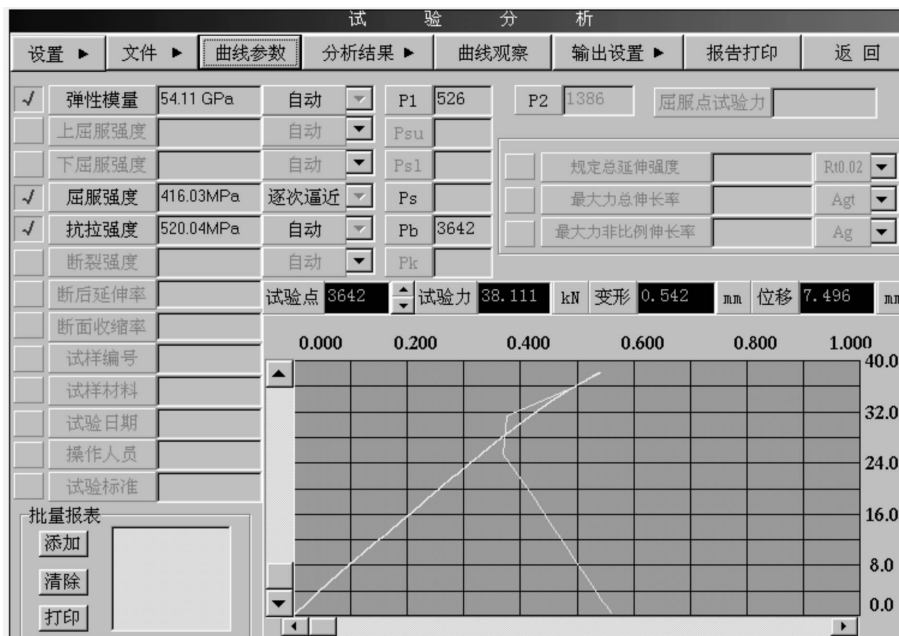 试 验 分 析
设置 ▶ 文件 ▶ 曲线参数 分析结果 ▶ 曲线观察 输出设置 ▶ 报告打印 返 回
√ 弹性模量 54.11 GPa 自动 P1 526 P2 1386 屈服点试验力
上屈服强度 自动 Psu
下屈服强度 自动 Psl 规定总延伸强度 Rt0.02
√ 屈服强度 416.03MPa 逐次逼近 Ps 最大力总伸长率 Agt
√ 抗拉强度 520.04MPa 自动 Pb 3642 最大力非比例伸长率 Ag
断裂强度 自动 Pk
断后延伸率 试验点 3642 试验力 38.111 kN 变形 0.542 mm 位移 7.496
断面收缩率
试样编号 0.000 0.200 0.400 0.600 0.800 1.000
40.0
试样材料
试验日期 32.0
操作人员
24.0
试验标准
批量报表 16.0
添加
清除 8.0
打印 0.0